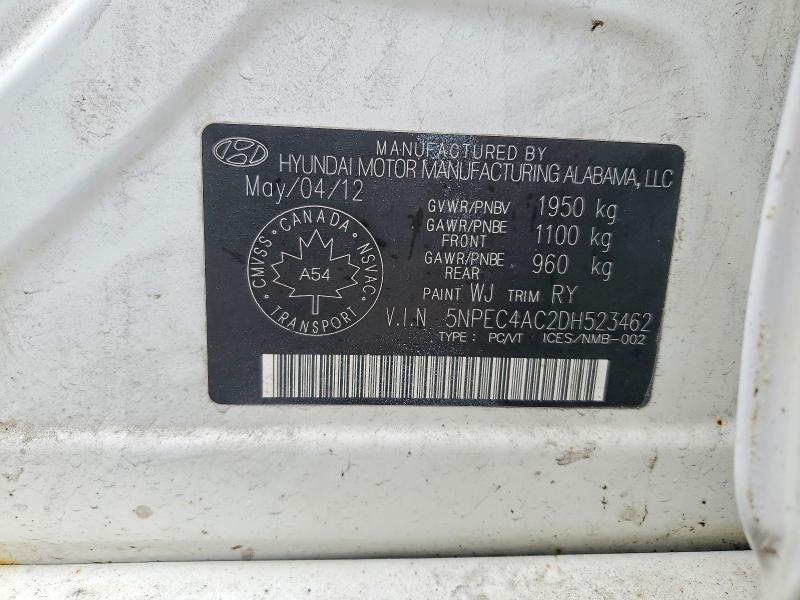 MANUFACTURED BY
HYUNDAI MOTOR MANUFACTURING ALABAMA, LLC
May/04/12
GVWR/PNBV 1950 kg
GAWR/PNBE FRONT 1100 kg
GAWR/PNBE REAR 960 kg
CMVSS · CANADA · NSVAC
A54
TRANSPORT
PAINT WJ TRIM RY
V.I.N 5NPEC4AC2DH523462
TYPE : PC/VT ICES/NMB-002